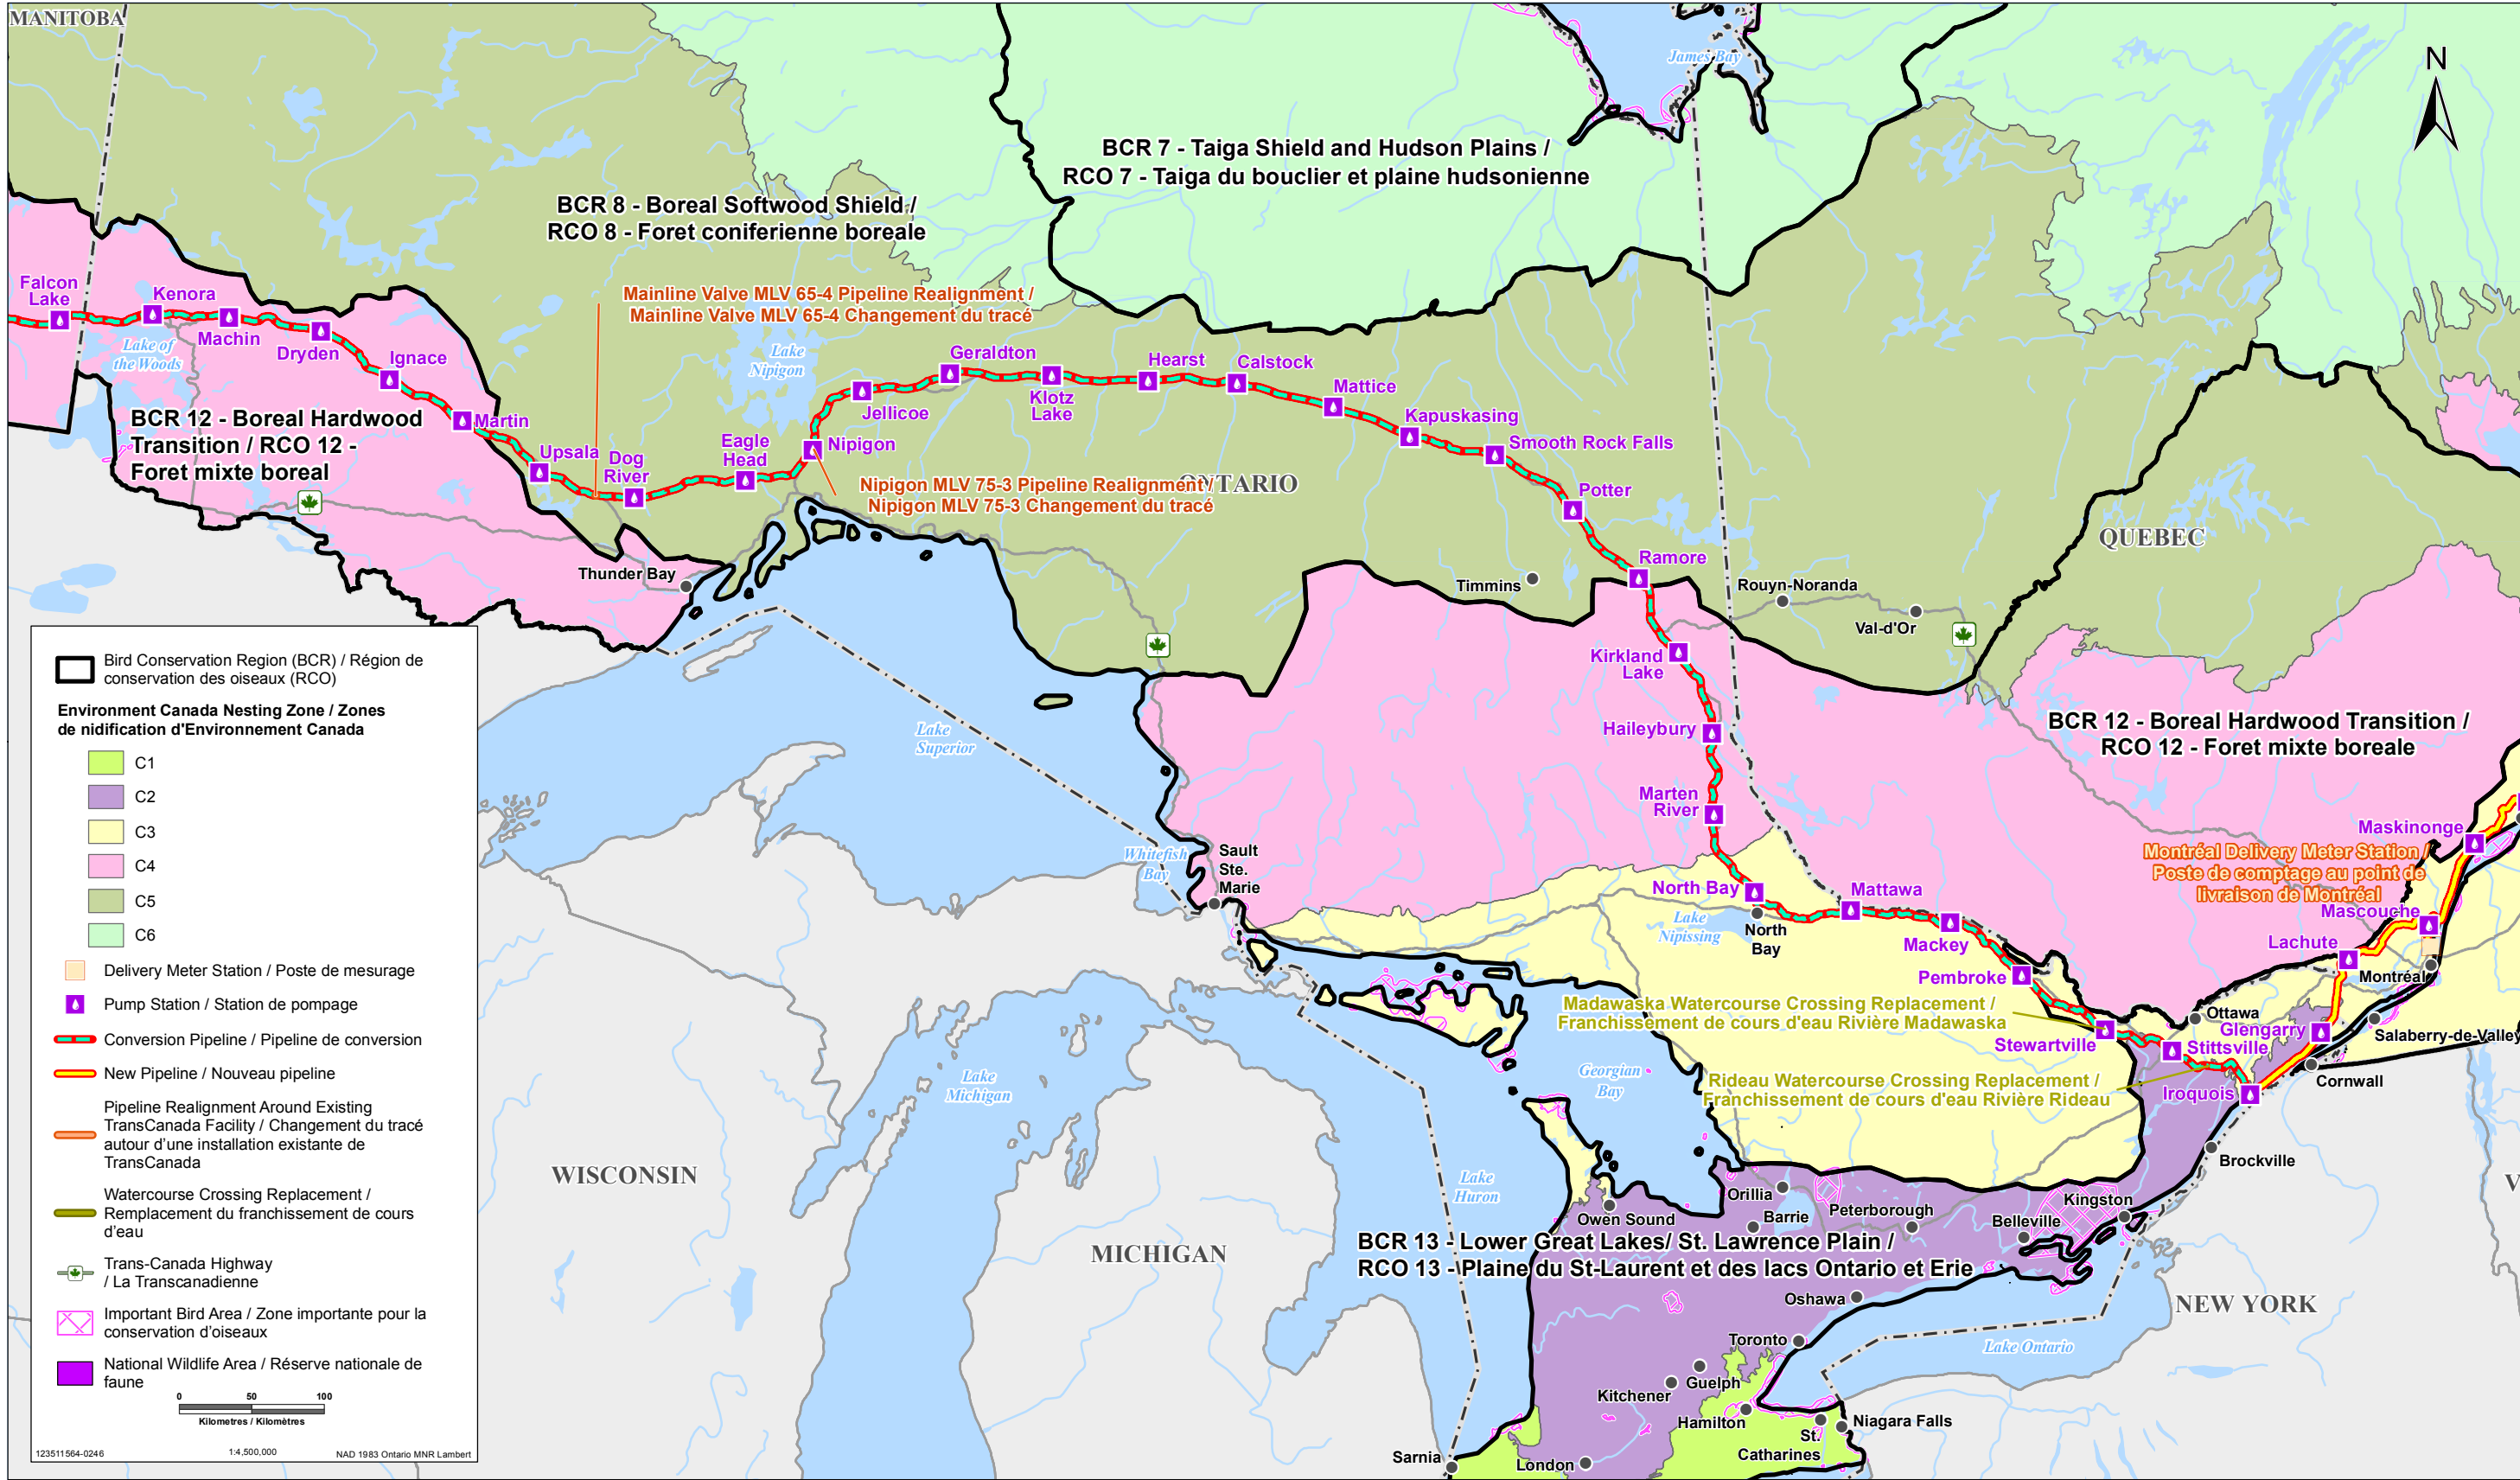 MANITOBA
James Bay
N
BCR 7 - Taiga Shield and Hudson Plains /
RCO 7 - Taiga du bouclier et plaine hudsonienne
BCR 8 - Boreal Softwood Shield /
RCO 8 - Foret coniferienne boreale
Falcon
Lake
Kenora
Machin
Dryden
Ignace
Martin
Lake of
the Woods
Mainline Valve MLV 65-4 Pipeline Realignment /
Mainline Valve MLV 65-4 Changement du tracé
Lake
Nipigon
Geraldton
Jellicoe
Klotz
Lake
Hearst
Calstock
Mattice
Kapuskasing
Smooth Rock Falls
BCR 12 - Boreal Hardwood
Transition / RCO 12 -
Foret mixte boreal
Upsala
Dog
River
Eagle
Head
Nipigon
Nipigon MLV 75-3 Pipeline Realignment /
Nipigon MLV 75-3 Changement du tracé
ONTARIO
Potter
QUEBEC
Ramore
Thunder Bay
Timmins
Rouyn-Noranda
Val-d'Or
Kirkland
Lake
Haileybury
Marten
River
Lake
Superior
BCR 12 - Boreal Hardwood Transition /
RCO 12 - Foret mixte boreale
Maskinonge
Montréal Delivery Meter Station /
Poste de comptage au point de
livraison de Montréal
Mascouche
Lachute
Montréal
Whitefish
Bay
Sault
Ste.
Marie
North Bay
Lake
Nipissing
North
Bay
Mattawa
Mackey
Pembroke
Madawaska Watercourse Crossing Replacement /
Franchissement de cours d'eau Rivière Madawaska
Stewartville
Ottawa
Glengarry
Stittsville
Salaberry-de-Valley
Cornwall
Iroquois
Rideau Watercourse Crossing Replacement /
Franchissement de cours d'eau Rivière Rideau
Lake
Michigan
Georgian
Bay
Brockville
WISCONSIN
MICHIGAN
Lake
Huron
V
Owen Sound
Orillia
Barrie
Peterborough
Belleville
Kingston
BCR 13 - Lower Great Lakes/ St. Lawrence Plain /
RCO 13 - Plaine du St-Laurent et des lacs Ontario et Erie
Oshawa
Toronto
NEW YORK
Lake Ontario
Guelph
Kitchener
Hamilton
St.
Catharines
Niagara Falls
Sarnia
London
Bird Conservation Region (BCR) / Région de
conservation des oiseaux (RCO)
Environment Canada Nesting Zone / Zones
de nidification d'Environnement Canada
C1
C2
C3
C4
C5
C6
Delivery Meter Station / Poste de mesurage
Pump Station / Station de pompage
Conversion Pipeline / Pipeline de conversion
New Pipeline / Nouveau pipeline
Pipeline Realignment Around Existing
TransCanada Facility / Changement du tracé
autour d'une installation existante de
TransCanada
Watercourse Crossing Replacement /
Remplacement du franchissement de cours
d'eau
Trans-Canada Highway
/ La Transcanadienne
Important Bird Area / Zone importante pour la
conservation d'oiseaux
National Wildlife Area / Réserve nationale de
faune
0 50 100
Kilometres / Kilomètres
123511564-0246 1:4,500,000 NAD 1983 Ontario MNR Lambert